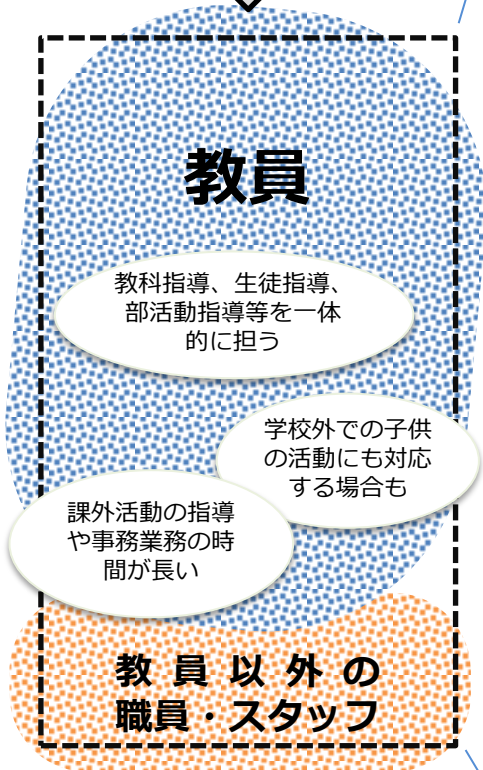 教員
教科指導、生徒指導、
部活動指導等を一体
的に担う
学校外での子供
の活動にも対応
する場合も
課外活動の指導
や事務業務の時
間が長い
教員以外の
職員・スタッフ